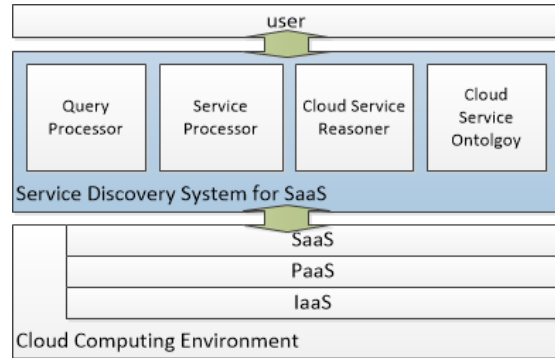 user
Query
Processor
Service
Processor
Cloud Service
Reasoner
Cloud
Service
Ontolgoy
Service Discovery System for SaaS
SaaS
PaaS
IaaS
Cloud Computing Environment